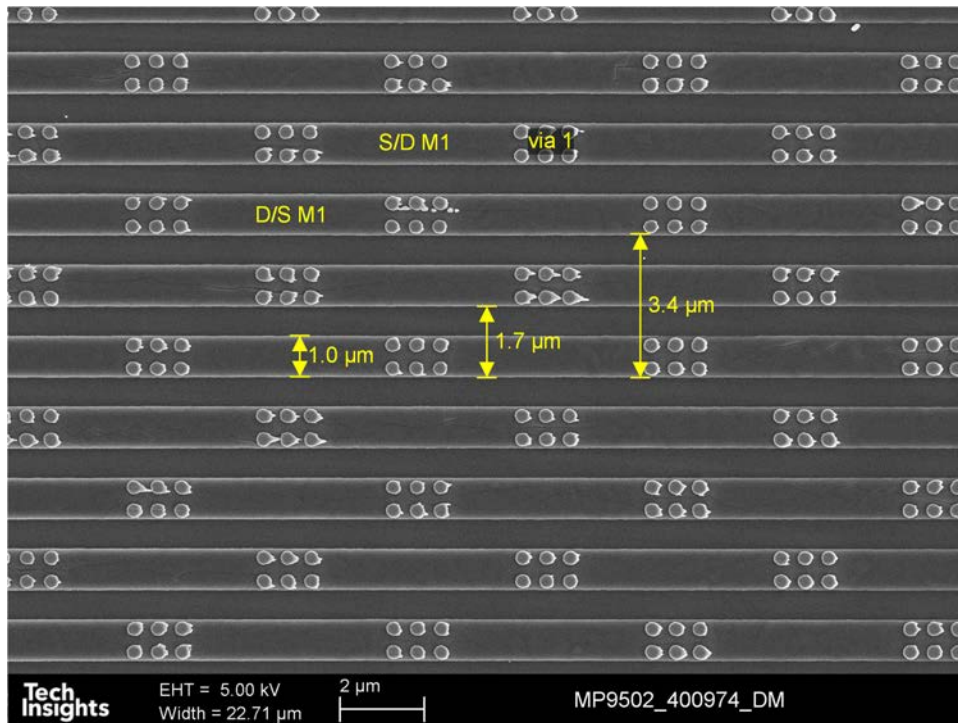 S/D M1
via 1
D/S M1
3.4 µm
1.7 µm
1.0 µm
Tech
Insights
EHT = 5.00 kV
Width = 22.71 µm
2 µm
MP9502_400974_DM